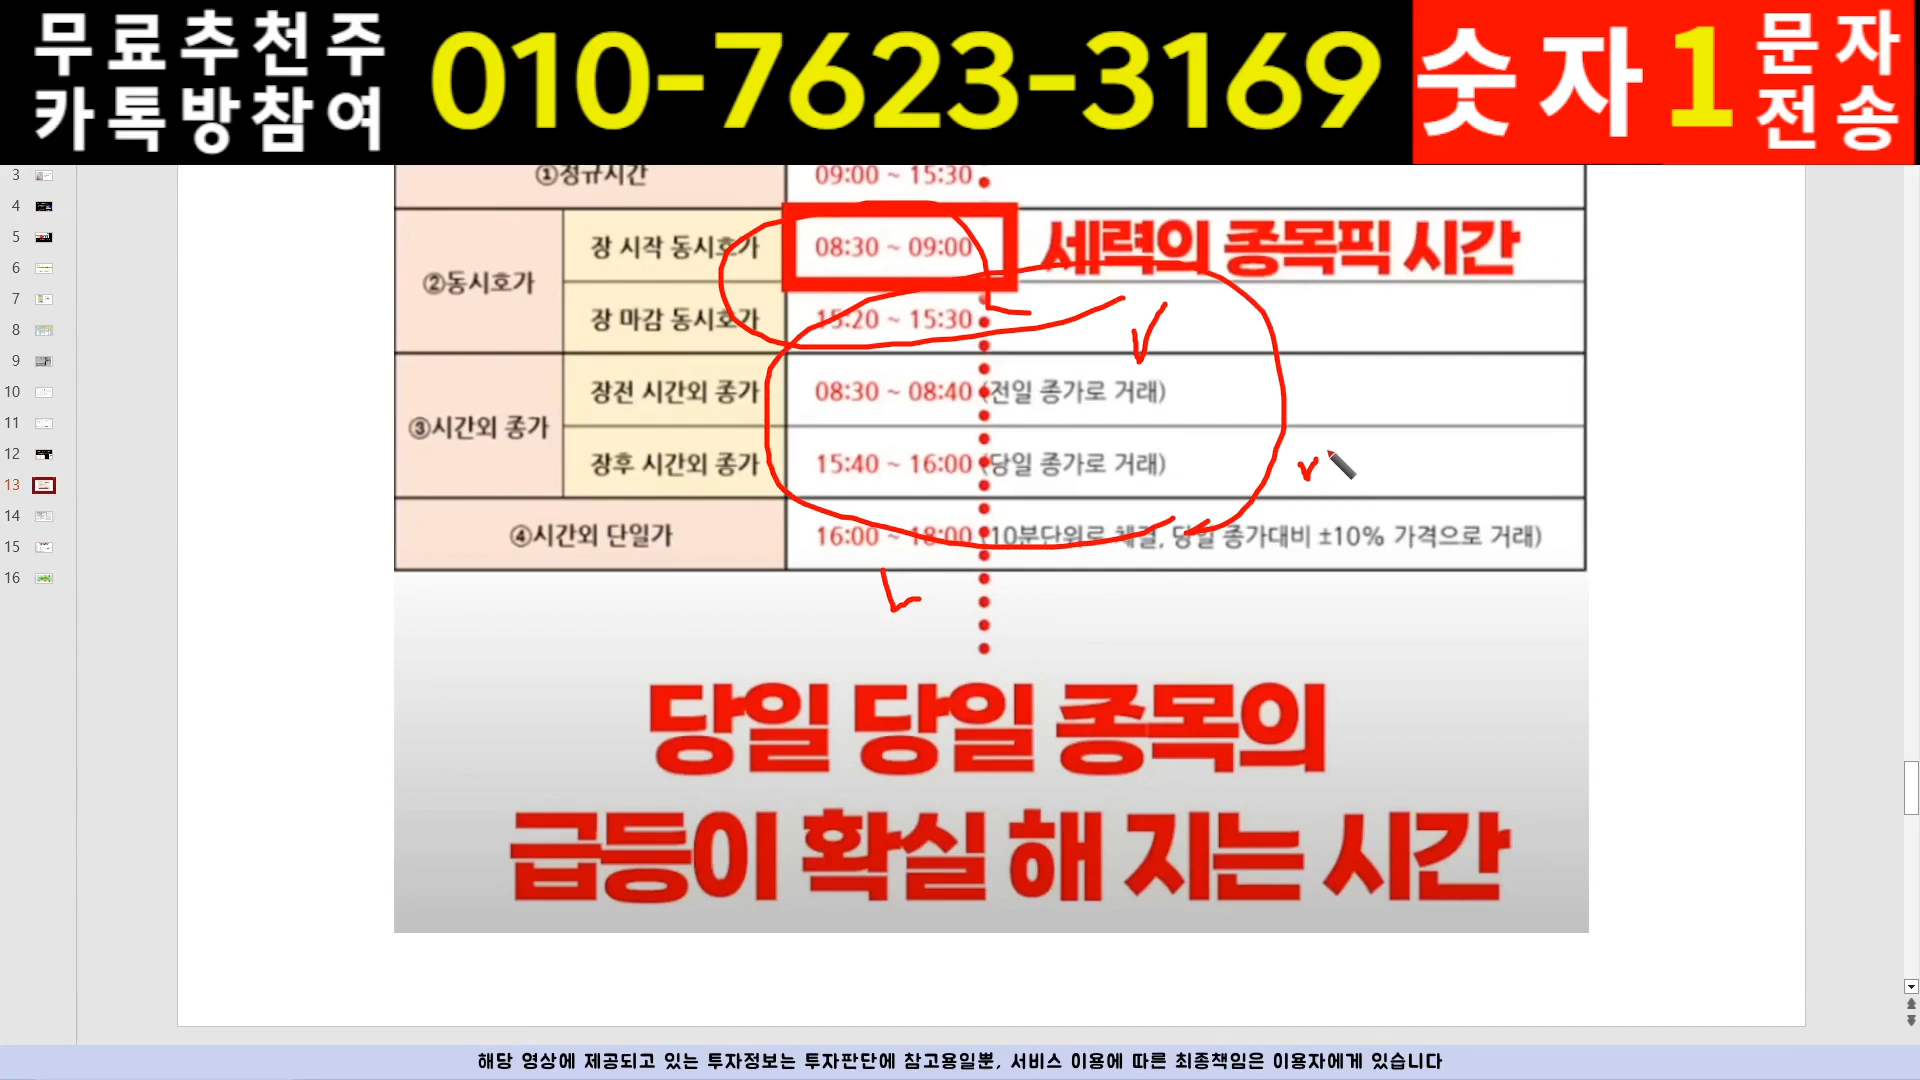 무료추천주
카톡방참여
010-7623-3169
숫자1
문자
전송
①정규시간
09:00 ~ 15:30
②동시호가
장 시작 동시호가
08:30 ~ 09:00
세력의 종목픽 시간
장 마감 동시호가
15:20 ~ 15:30
③시간외 종가
장전 시간외 종가
08:30 ~ 08:40 (전일 종가로 거래)
장후 시간외 종가
15:40 ~ 16:00 (당일 종가로 거래)
④시간외 단일가
16:00 ~ 18:00 (10분단위로 체결, 당일 종가대비 ±10% 가격으로 거래)
당일 당일 종목의
급등이 확실 해 지는 시간
3
4
5
6
7
8
9
10
11
12
13
14
15
16
해당 영상에 제공되고 있는 투자정보는 투자판단에 참고용일뿐, 서비스 이용에 따른 최종책임은 이용자에게 있습니다